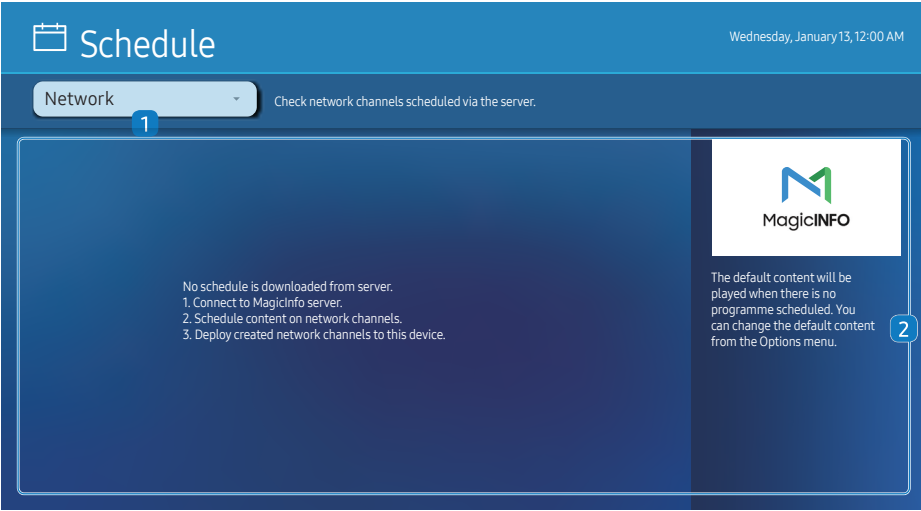 Schedule
Wednesday, January 13, 12:00 AM
Network
Check network channels scheduled via the server.
1
MagicINFO
No schedule is downloaded from server.
1. Connect to MagicInfo server.
2. Schedule content on network channels.
3. Deploy created network channels to this device.
The default content will be
played when there is no
programme scheduled. You
can change the default content
from the Options menu.
2